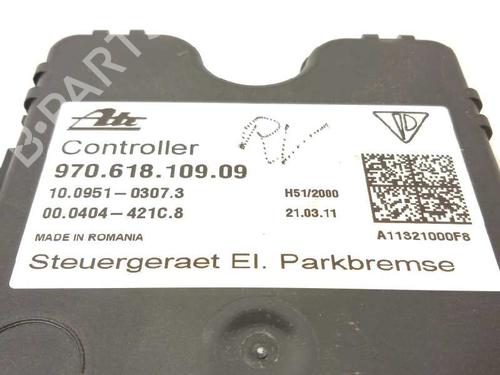 B-PARTS
Ate
Controller
970.618.109.09
10.0951-0307.3 H51/2000
00.0404-421C.8 21.03.11
MADE IN ROMANIA A11321000F8
Steuergeraet El. Parkbremse